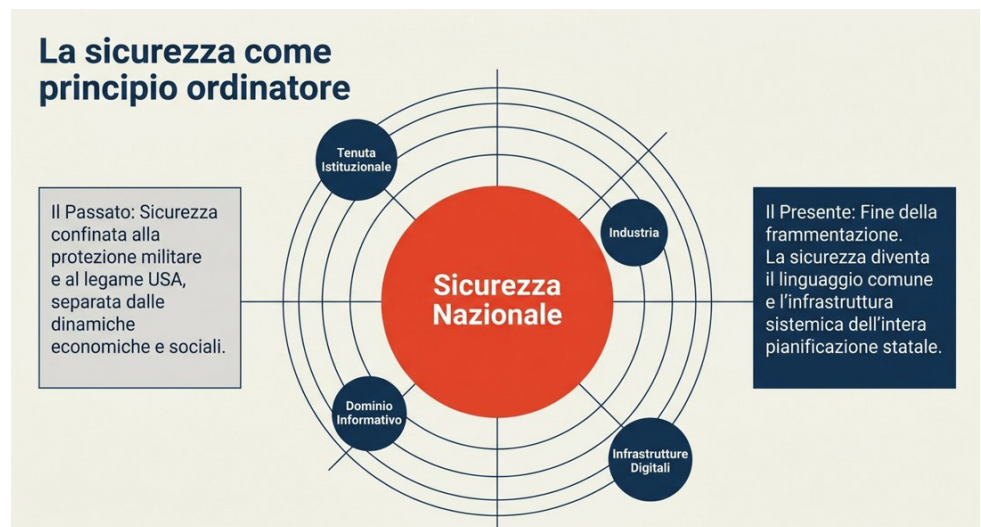 La sicurezza come
principio ordinatore
Il Passato: Sicurezza
confinata alla
protezione militare
e al legame USA,
separata dalle
dinamiche
economiche e sociali.
Tenuta
Istituzionale
Industria
Sicurezza
Nazionale
Dominio
Informativo
Infrastrutture
Digitali
Il Presente: Fine della
frammentazione.
La sicurezza diventa
il linguaggio comune
e l’infrastruttura
sistemica dell’intera
pianificazione statale.